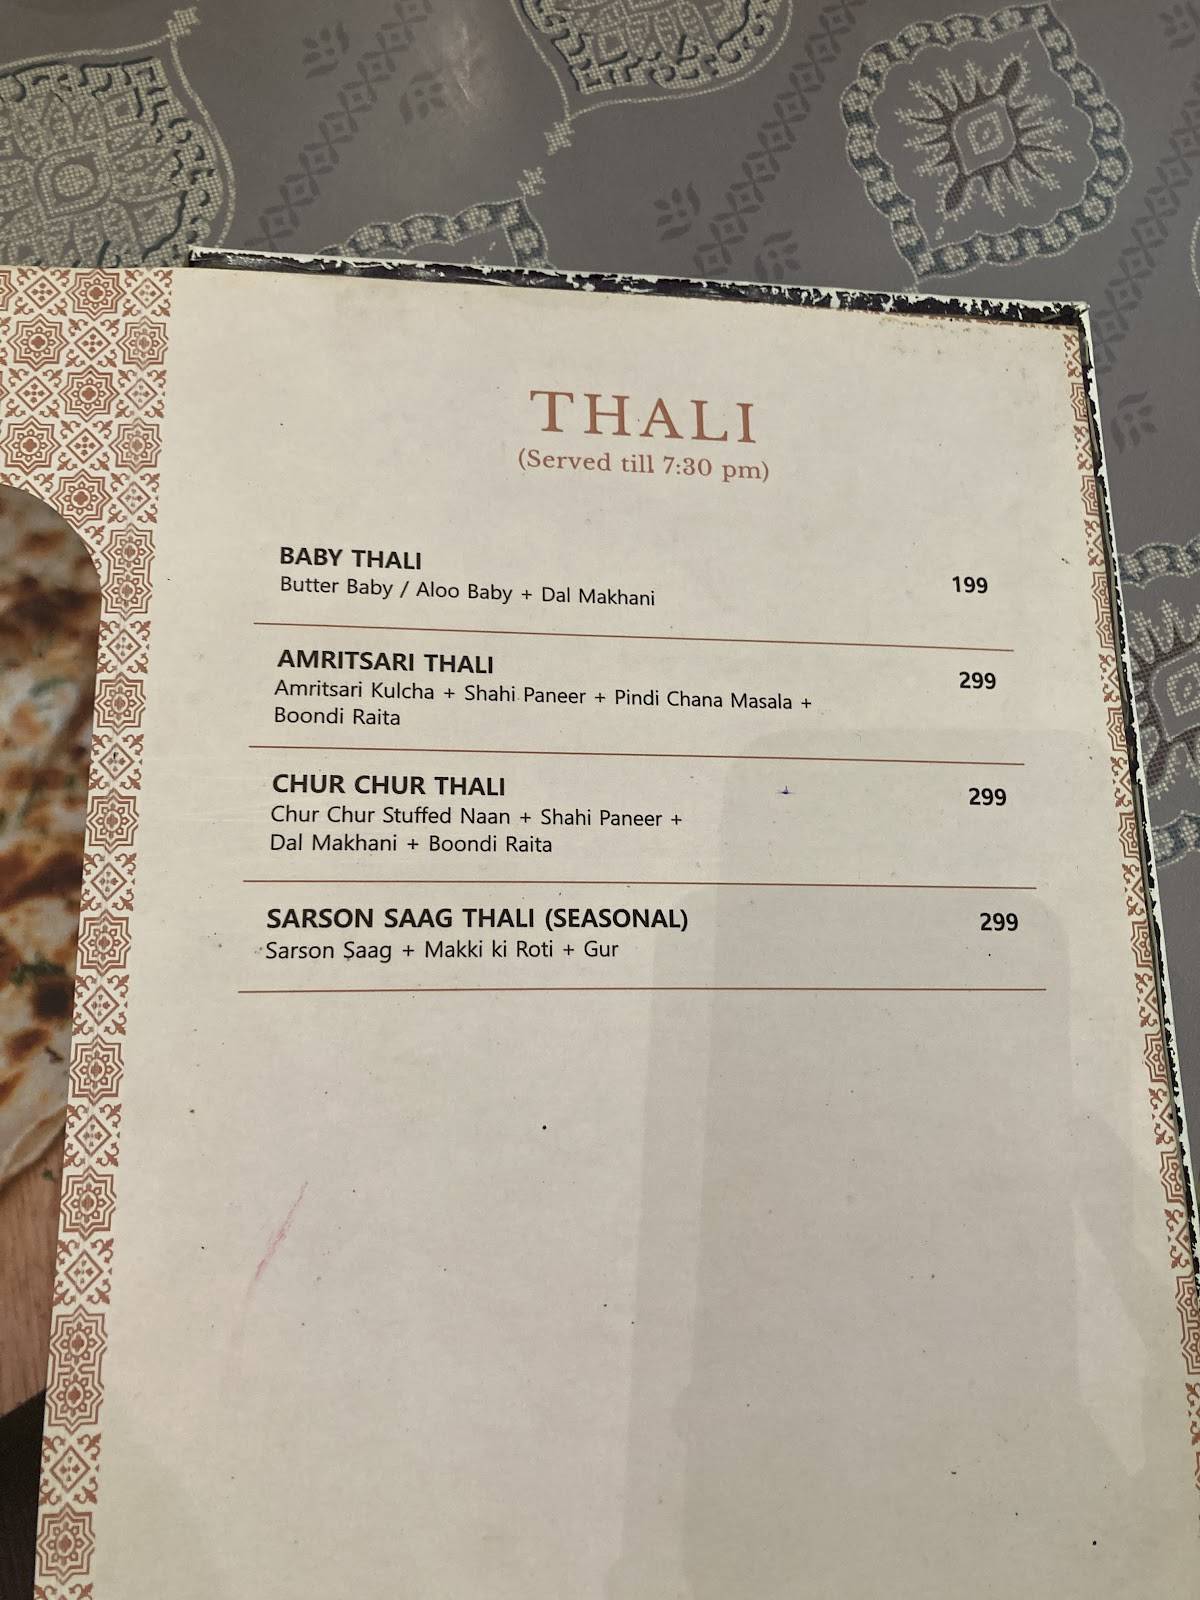 THALI
(Served till 7:30 pm)
BABY THALI
Butter Baby / Aloo Baby + Dal Makhani
199
AMRITSARI THALI
Amritsari Kulcha + Shahi Paneer + Pindi Chana Masala +
Boondi Raita
299
CHUR CHUR THALI
Chur Chur Stuffed Naan + Shahi Paneer +
Dal Makhani + Boondi Raita
299
SARSON SAAG THALI (SEASONAL)
Sarson Saag + Makki ki Roti + Gur
299